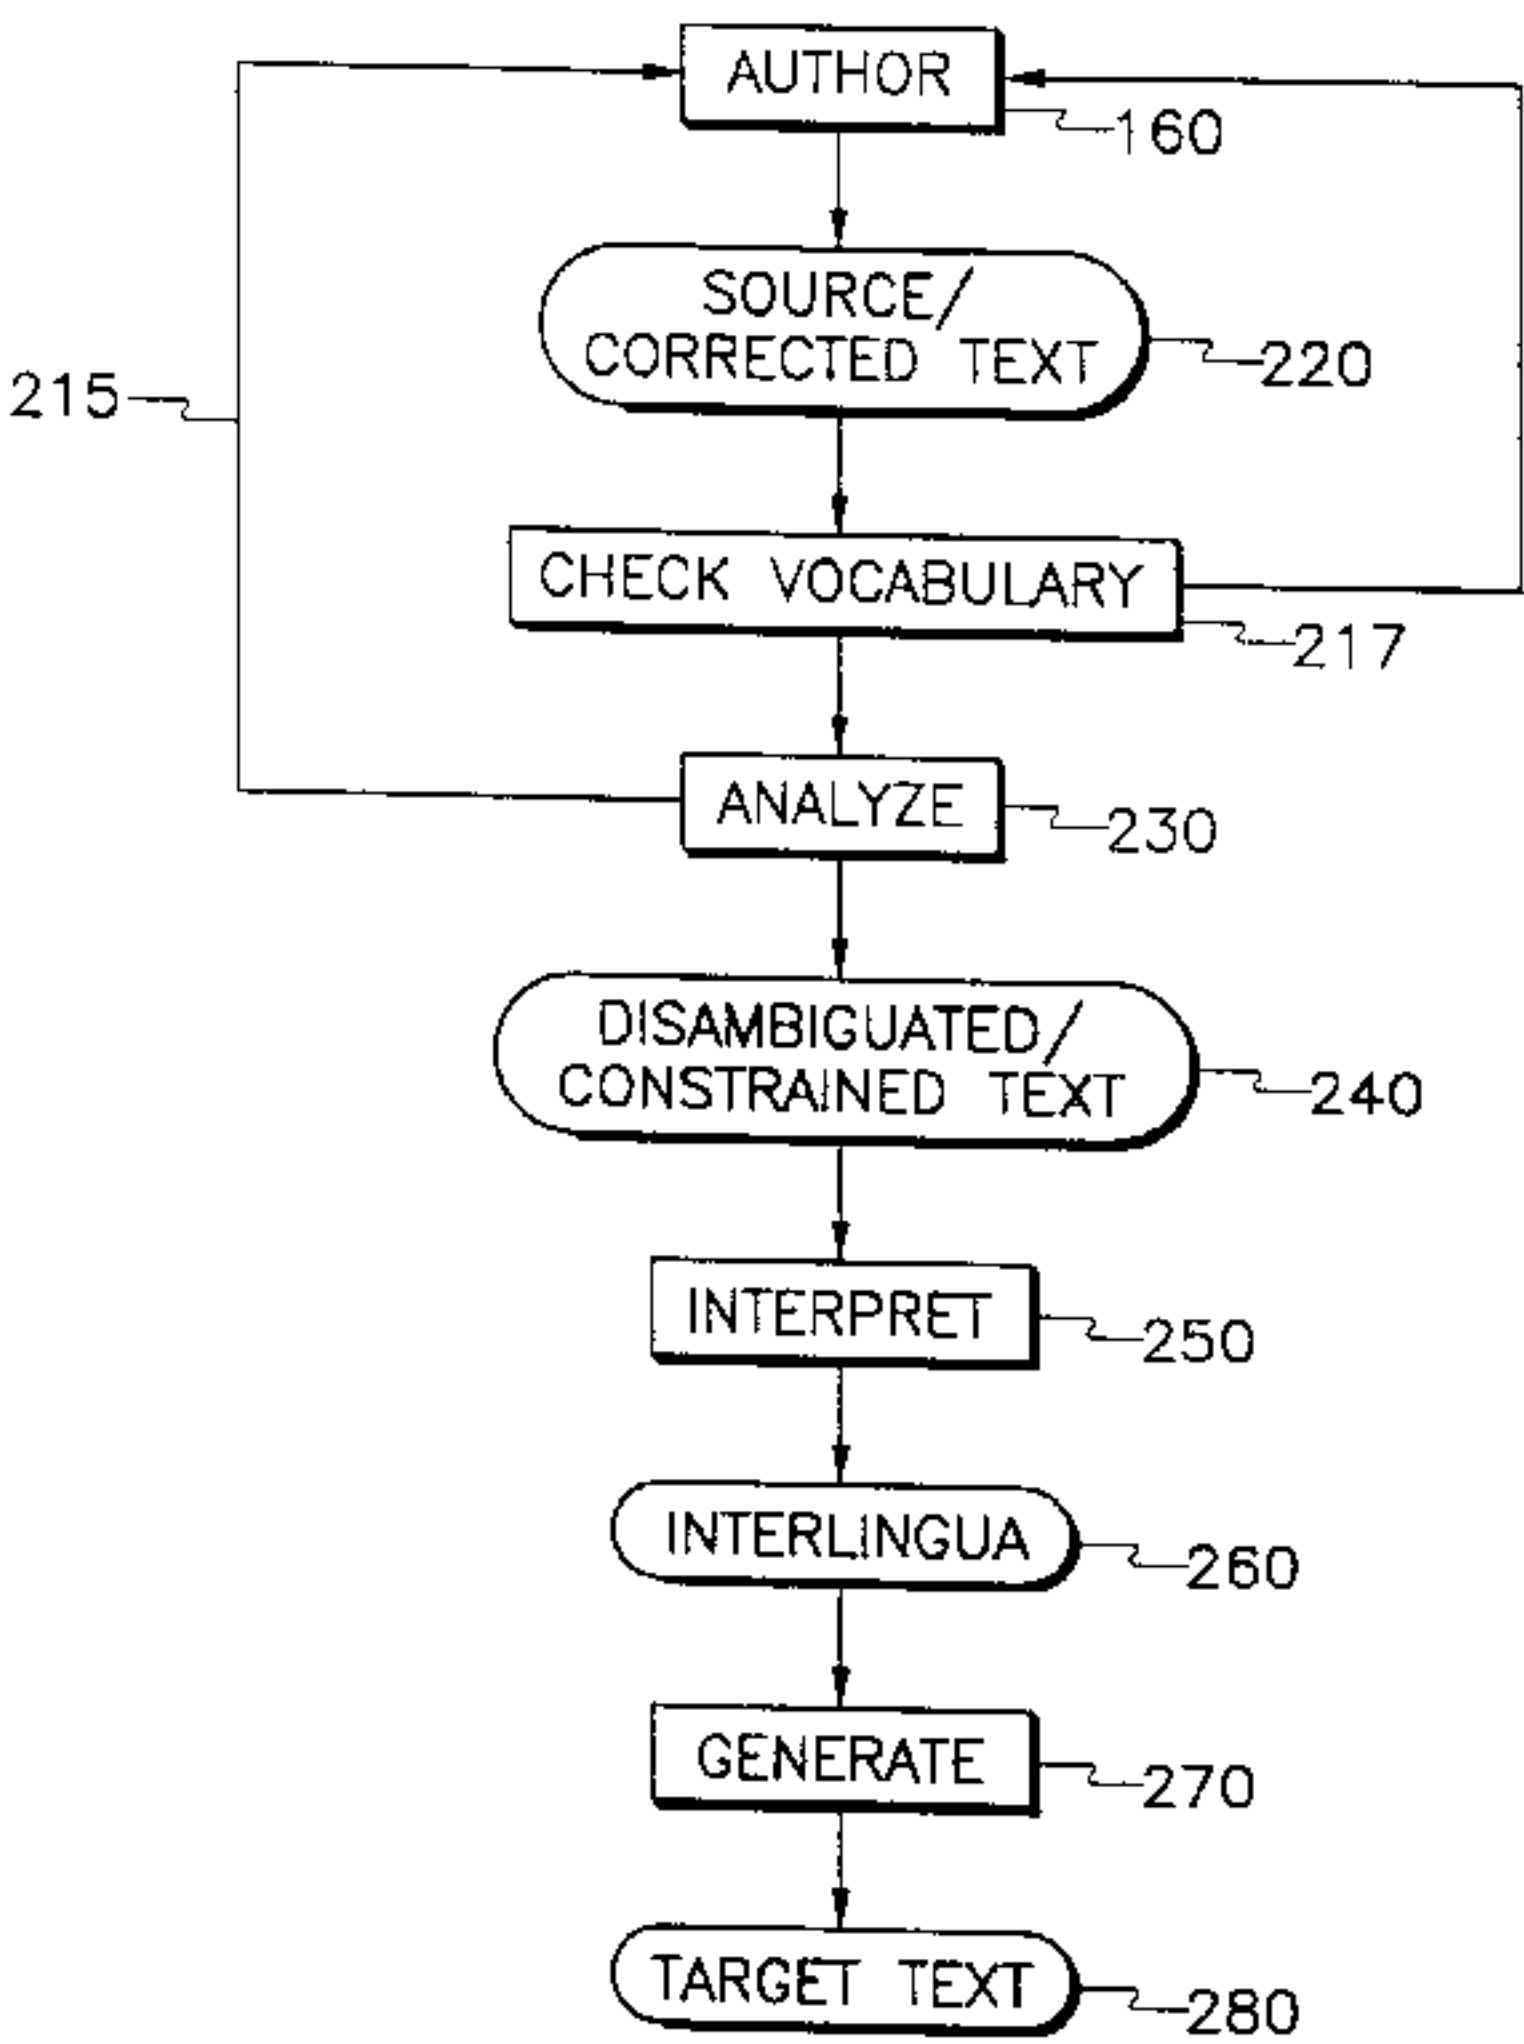 AUTHOR
160
SOURCE/
CORRECTED TEXT
220
215
CHECK VOCABULARY
217
ANALYZE
230
DISAMBIGUATED/
CONSTRAINED TEXT
240
INTERPRET
250
INTERLINGUA
260
GENERATE
270
TARGET TEXT
280